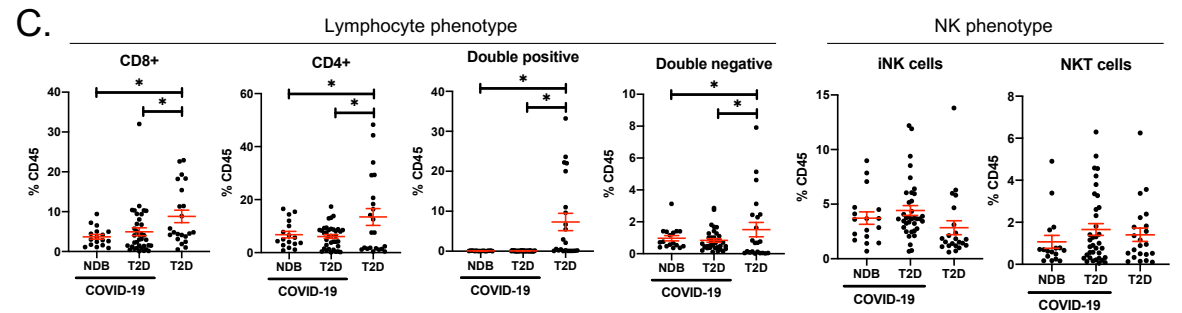 C.
Lymphocyte phenotype
NK phenotype
CD8+
CD4+
Double positive
Double negative
iNK cells
NKT cells
% CD45
40
30
20
10
0
*
*
NDB T2D T2D
COVID-19
% CD45
60
40
20
0
*
*
NDB T2D T2D
COVID-19
% CD45
40
30
20
10
0
*
*
NDB T2D T2D
COVID-19
% CD45
10
8
6
4
2
0
*
*
NDB T2D T2D
COVID-19
% CD45
15
10
5
0
NDB T2D T2D
COVID-19
% CD45
8
6
4
2
0
NDB T2D T2D
COVID-19